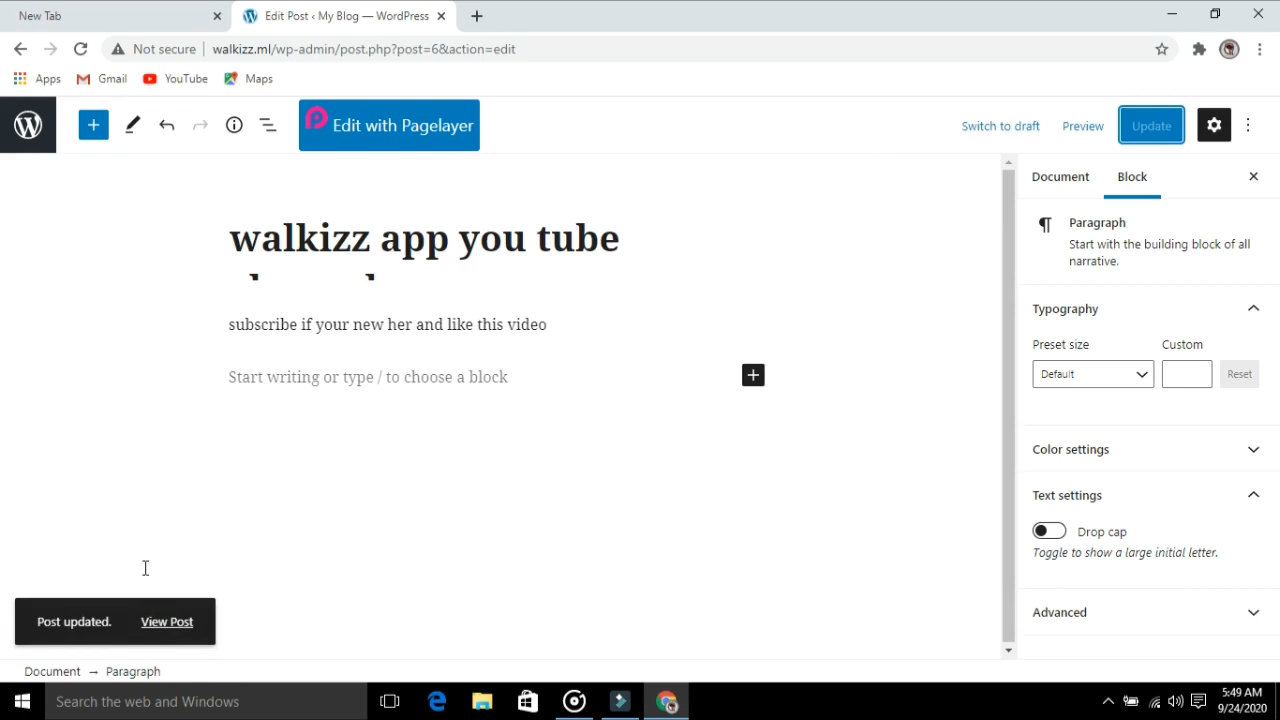 New Tab
Edit Post ‹ My Blog — WordPress
Not secure
walkizz.ml/wp-admin/post.php?post=6&action=edit
Apps
Gmail
YouTube
Maps
Edit with Pagelayer
Switch to draft
Preview
Update
Document
Block
walkizz app you tube
Paragraph
Start with the building block of all
narrative.
subscribe if your new her and like this video
Start writing or type / to choose a block
Typography
Preset size
Custom
Default
Reset
Color settings
Text settings
Drop cap
Toggle to show a large initial letter.
Advanced
Post updated.
View Post
Document → Paragraph
Search the web and Windows
5:49 AM
9/24/2020